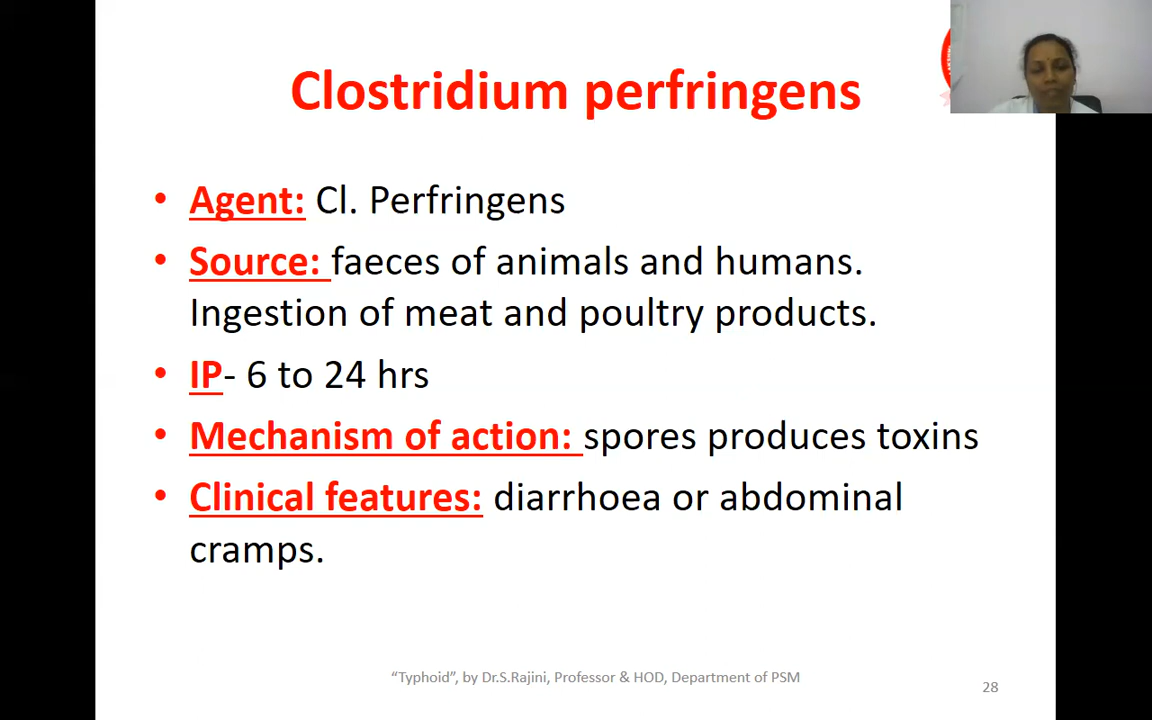 Clostridium perfringens
• Agent: Cl. Perfringens
• Source: faeces of animals and humans.
Ingestion of meat and poultry products.
• IP- 6 to 24 hrs
• Mechanism of action: spores produces toxins
• Clinical features: diarrhoea or abdominal
cramps.
“Typhoid”, by Dr.S.Rajini, Professor & HOD, Department of PSM
28